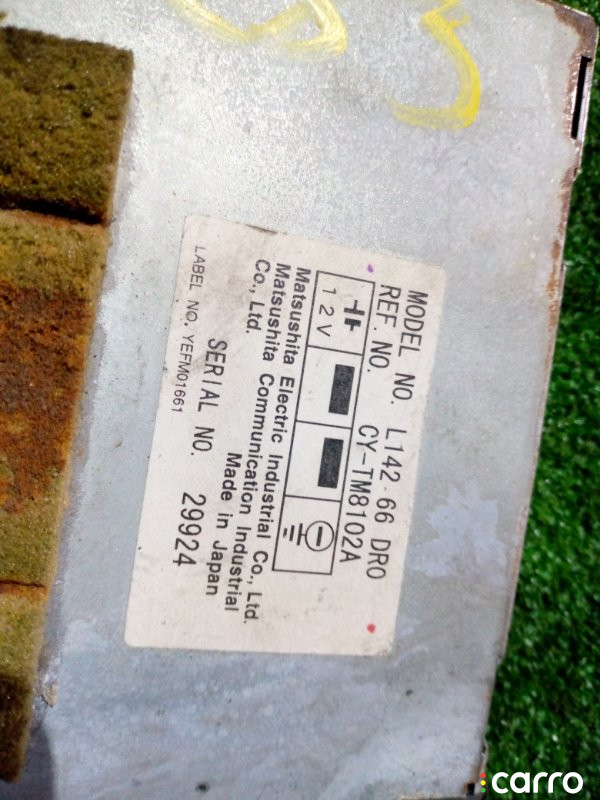 MODEL NO. L142 66 DR0
REF. NO. CY-TM8102A
12V
Matsushita Electric Industrial Co., Ltd.
Matsushita Communication Industrial
Co., Ltd.
Made in Japan
SERIAL NO. 29924
LABEL NO. YEFM01661
carro